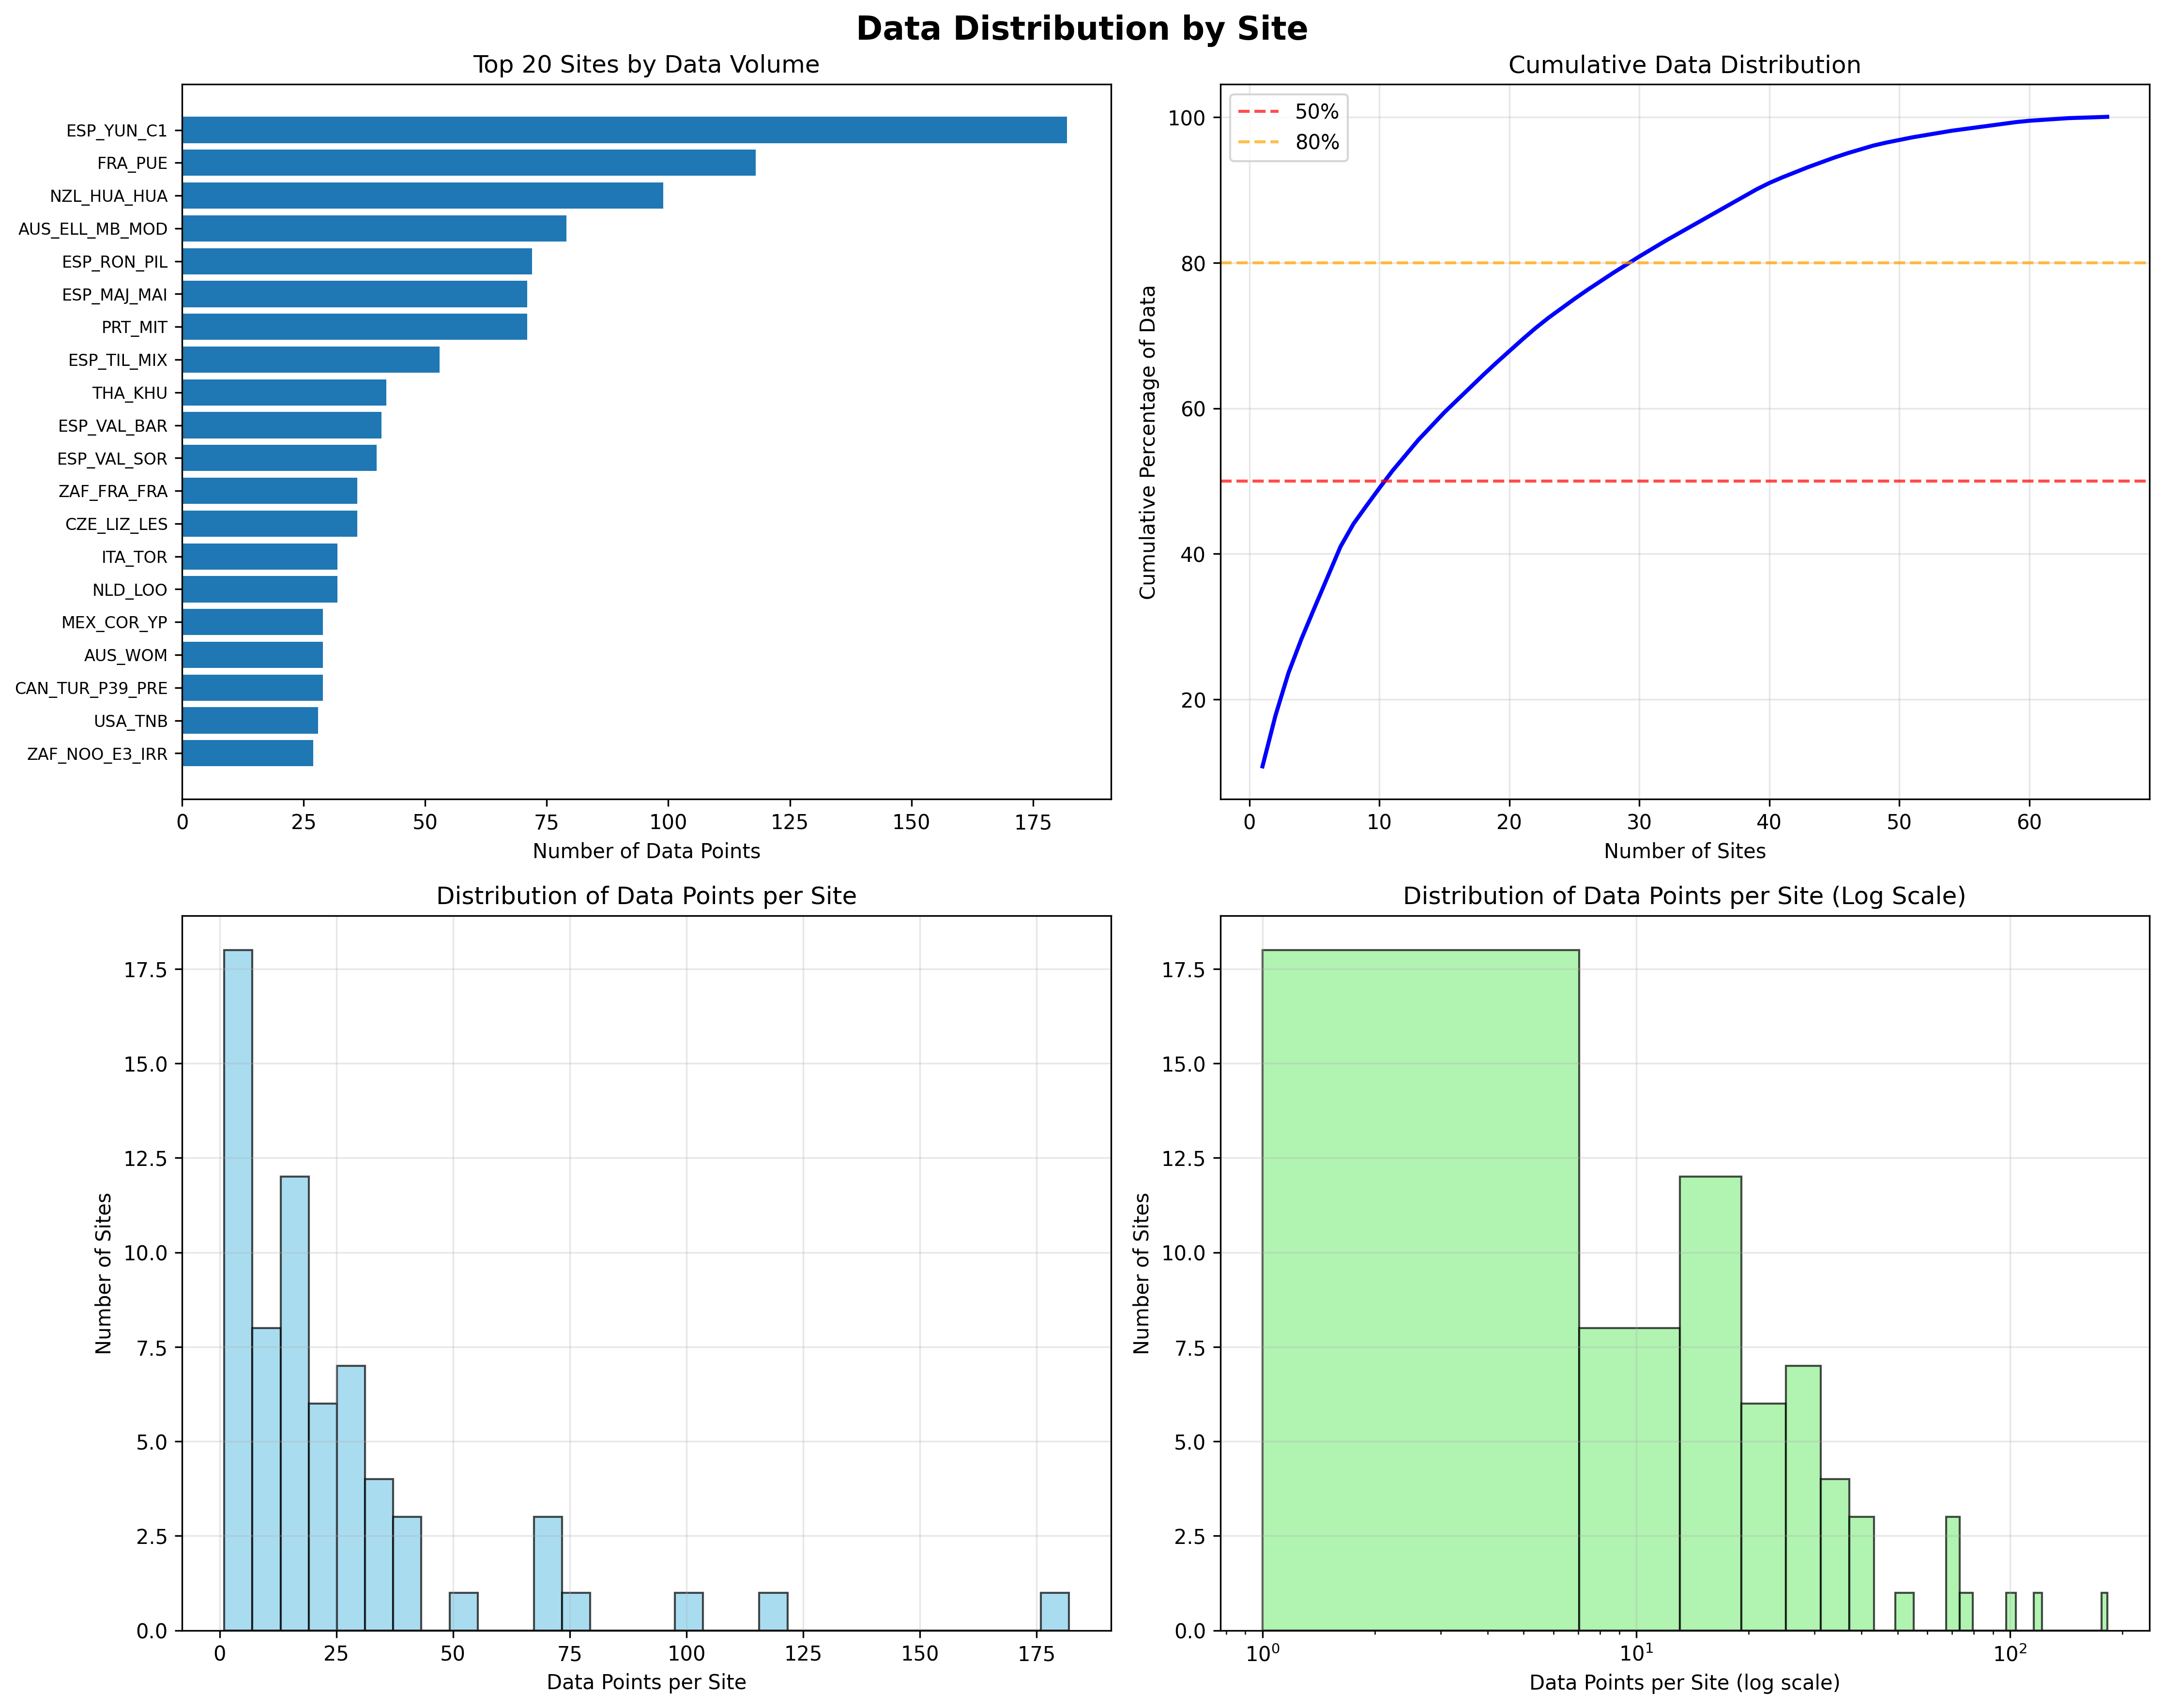 Data Distribution by Site
Top 20 Sites by Data Volume
ESP_YUN_C1
FRA_PUE
NZL_HUA_HUA
AUS_ELL_MB_MOD
ESP_RON_PIL
ESP_MAJ_MAI
PRT_MIT
ESP_TIL_MIX
THA_KHU
ESP_VAL_BAR
ESP_VAL_SOR
ZAF_FRA_FRA
CZE_LIZ_LES
ITA_TOR
NLD_LOO
MEX_COR_YP
AUS_WOM
CAN_TUR_P39_PRE
USA_TNB
ZAF_NOO_E3_IRR
0 25 50 75 100 125 150 175
Number of Data Points
Cumulative Data Distribution
50%
80%
Cumulative Percentage of Data
100
80
60
40
20
0 10 20 30 40 50 60
Number of Sites
Distribution of Data Points per Site
Number of Sites
17.5
15.0
12.5
10.0
7.5
5.0
2.5
0.0
0 25 50 75 100 125 150 175
Data Points per Site
Distribution of Data Points per Site (Log Scale)
Number of Sites
17.5
15.0
12.5
10.0
7.5
5.0
2.5
0.0
10⁰ 10¹ 10²
Data Points per Site (log scale)